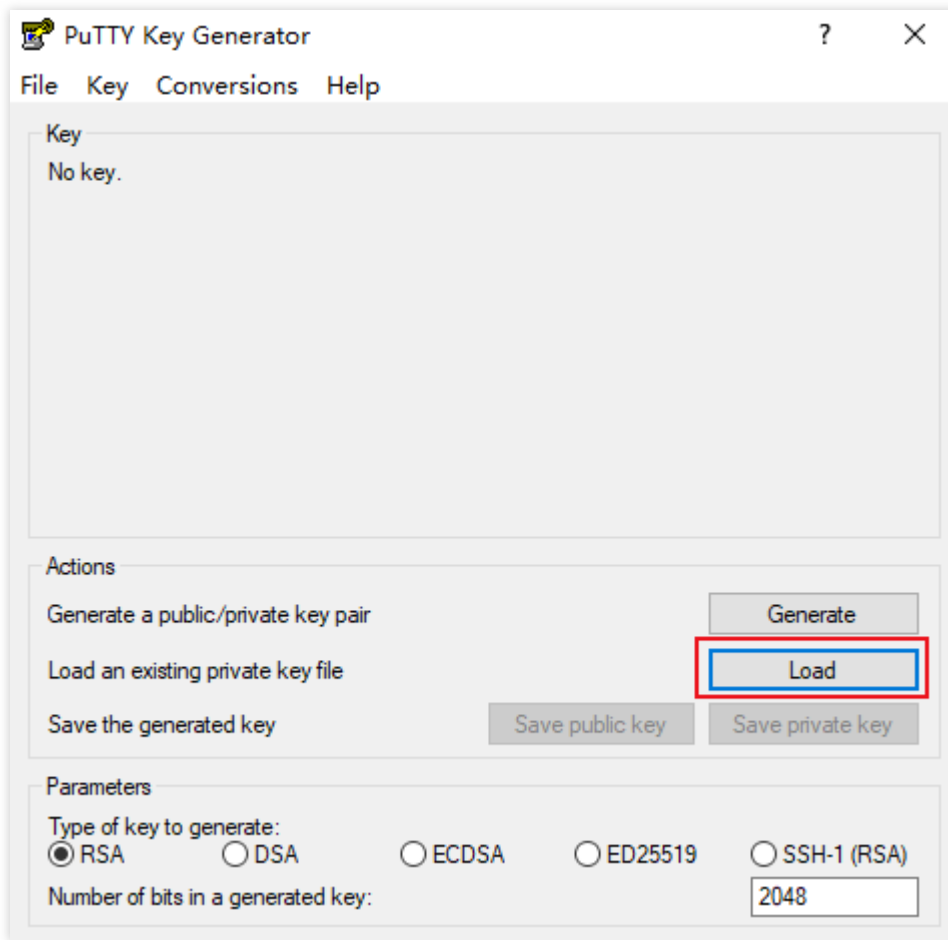 PuTTY Key Generator ?
File Key Conversions Help
Key
No key.
Actions
Generate a public/private key pair Generate
Load an existing private key file Load
Save the generated key Save public key Save private key
Parameters
Type of key to generate:
RSA DSA ECDSA ED25519 SSH-1 (RSA)
Number of bits in a generated key: 2048